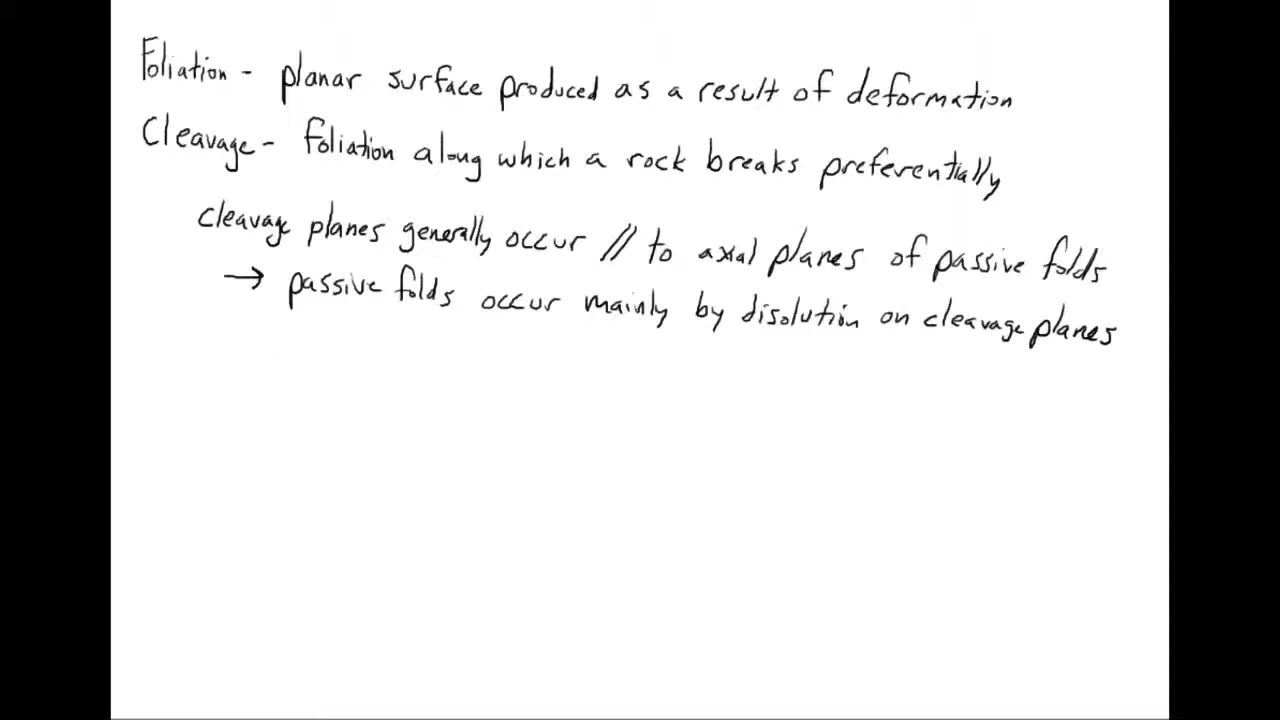 Foliation - planar surface produced as a result of deformation
Cleavage - foliation along which a rock breaks preferentially
cleavage planes generally occur // to axial planes of passive folds
→ passive folds occur mainly by disolution on cleavage planes